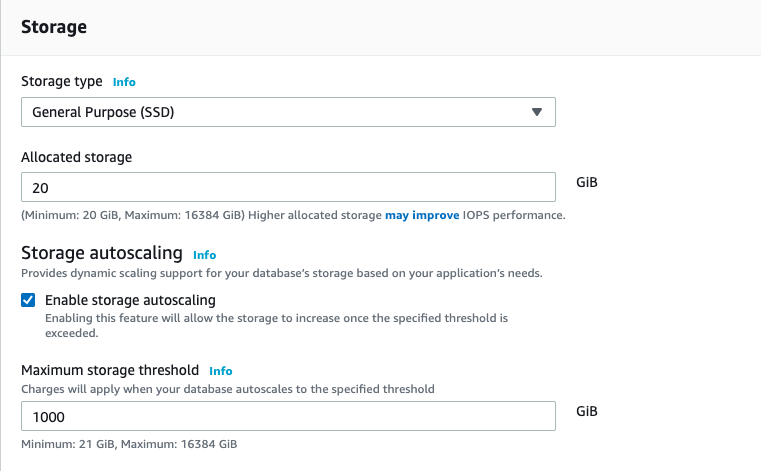 Storage
Storage type Info
General Purpose (SSD)
Allocated storage
20
GiB
(Minimum: 20 GiB, Maximum: 16384 GiB) Higher allocated storage may improve IOPS performance.
Storage autoscaling Info
Provides dynamic scaling support for your database's storage based on your application's needs.
Enable storage autoscaling
Enabling this feature will allow the storage to increase once the specified threshold is
exceeded.
Maximum storage threshold Info
Charges will apply when your database autoscales to the specified threshold
1000
GiB
Minimum: 21 GiB, Maximum: 16384 GiB